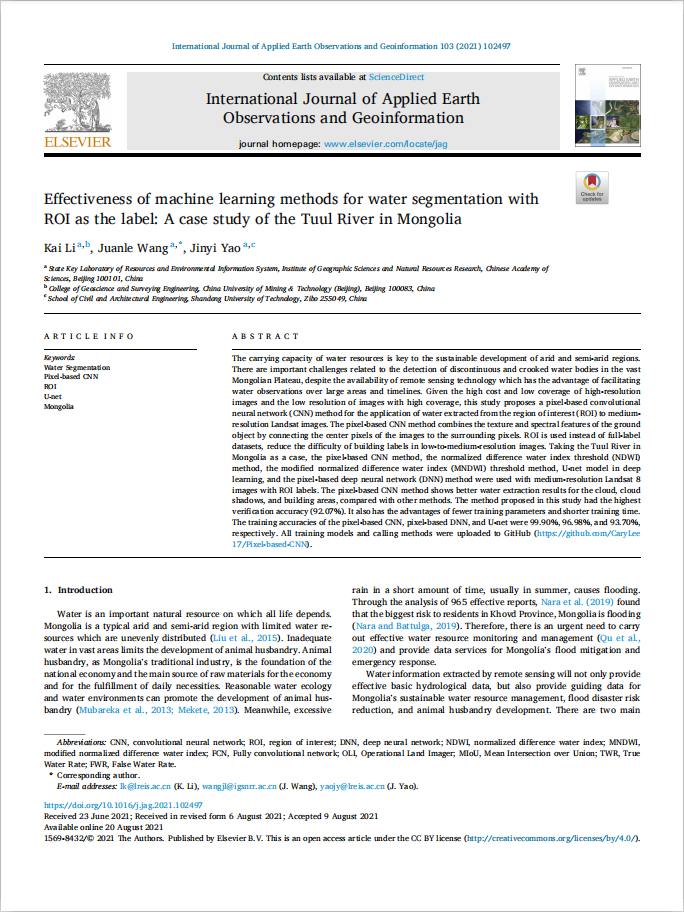 International Journal of Applied Earth Observations and Geoinformation 103 (2021) 102497
Contents lists available at ScienceDirect
International Journal of Applied Earth
Observations and Geoinformation
journal homepage: www.elsevier.com/locate/jag
ELSEVIER
Check for
updates
Effectiveness of machine learning methods for water segmentation with
ROI as the label: A case study of the Tuul River in Mongolia
Kai Li a,b, Juanle Wang a,*, Jinyi Yao a,c
a State Key Laboratory of Resources and Environmental Information System, Institute of Geographic Sciences and Natural Resources Research, Chinese Academy of
Sciences, Beijing 100101, China
b College of Geoscience and Surveying Engineering, China University of Mining & Technology (Beijing), Beijing 100083, China
c School of Civil and Architectural Engineering, Shandong University of Technology, Zibo 255049, China
ARTICLE INFO
Keywords:
Water Segmentation
Pixel-based CNN
ROI
U-net
Mongolia
ABSTRACT
The carrying capacity of water resources is key to the sustainable development of arid and semi-arid regions.
There are important challenges related to the detection of discontinuous and crooked water bodies in the vast
Mongolian Plateau, despite the availability of remote sensing technology which has the advantage of facilitating
water observations over large areas and timelines. Given the high cost and low coverage of high-resolution
images and the low resolution of images with high coverage, this study proposes a pixel-based convolutional
neural network (CNN) method for the application of water extracted from the region of interest (ROI) to medium-
resolution Landsat images. The pixel-based CNN method combines the texture and spectral features of the ground
object by connecting the center pixels of the images to the surrounding pixels. ROI is used instead of full-label
datasets, reduce the difficulty of building labels in low-to-medium-resolution images. Taking the Tuul River in
Mongolia as a case, the pixel-based CNN method, the normalized difference water index threshold (NDWI)
method, the modified normalized difference water index (MNDWI) threshold method, U-net model in deep
learning, and the pixel-based deep neural network (DNN) method were used with medium-resolution Landsat 8
images with ROI labels. The pixel-based CNN method shows better water extraction results for the cloud, cloud
shadows, and building areas, compared with other methods. The method proposed in this study had the highest
verification accuracy (92.07%). It also has the advantages of fewer training parameters and shorter training time.
The training accuracies of the pixel-based CNN, pixel-based DNN, and U-net were 99.90%, 96.98%, and 93.70%,
respectively. All training models and calling methods were uploaded to GitHub (https://github.com/CaryLee
17/Pixel-based-CNN).
1. Introduction
Water is an important natural resource on which all life depends.
Mongolia is a typical arid and semi-arid region with limited water re-
sources which are unevenly distributed (Liu et al., 2015). Inadequate
water in vast areas limits the development of animal husbandry. Animal
husbandry, as Mongolia's traditional industry, is the foundation of the
national economy and the main source of raw materials for the economy
and for the fulfillment of daily necessities. Reasonable water ecology
and water environments can promote the development of animal hus-
bandry (Mubareka et al., 2013; Mekete, 2013). Meanwhile, excessive
rain in a short amount of time, usually in summer, causes flooding.
Through the analysis of 965 effective reports, Nara et al. (2019) found
that the biggest risk to residents in Khovd Province, Mongolia is flooding
(Nara and Battulga, 2019). Therefore, there is an urgent need to carry
out effective water resource monitoring and management (Qu et al.,
2020) and provide data services for Mongolia's flood mitigation and
emergency response.
Water information extracted by remote sensing will not only provide
effective basic hydrological data, but also provide guiding data for
Mongolia's sustainable water resource management, flood disaster risk
reduction, and animal husbandry development. There are two main
Abbreviations: CNN, convolutional neural network; ROI, region of interest; DNN, deep neural network; NDWI, normalized difference water index; MNDWI,
modified normalized difference water index; FCN, Fully convolutional network; OLI, Operational Land Imager; MIoU, Mean Intersection over Union; TWR, True
Water Rate; FWR, False Water Rate.
* Corresponding author.
E-mail addresses: lk@lreis.ac.cn (K. Li), wangjl@igsnrr.ac.cn (J. Wang), yaojy@lreis.ac.cn (J. Yao).
https://doi.org/10.1016/j.jag.2021.102497
Received 23 June 2021; Received in revised form 6 August 2021; Accepted 9 August 2021
Available online 20 August 2021
1569-8432/© 2021 The Authors. Published by Elsevier B.V. This is an open access article under the CC BY license (http://creativecommons.org/licenses/by/4.0/).